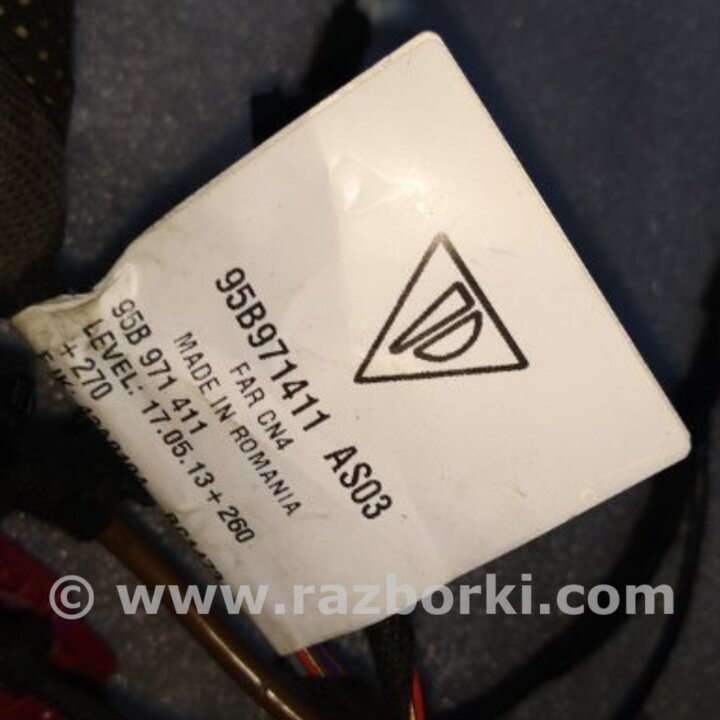 95B971411 AS03
FAR CN4
MADE IN ROMANIA
95B 971 411
LEVEL: 17.05.13+260
+270
© www.razborki.com